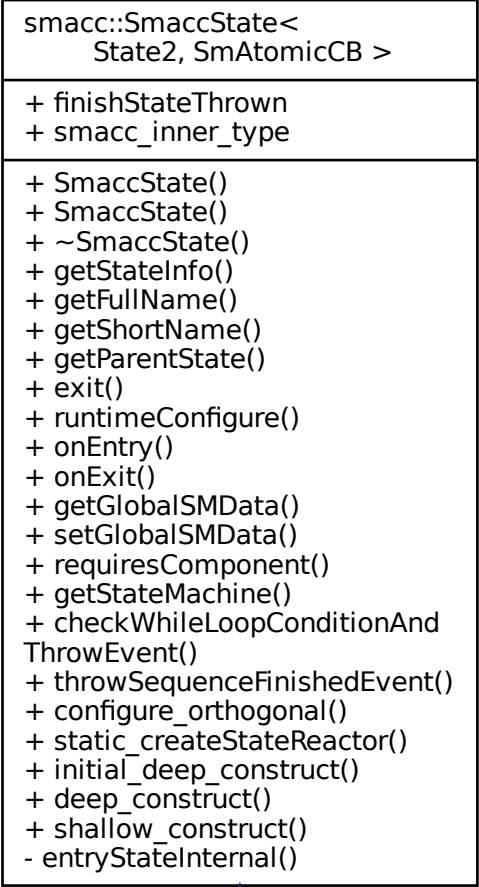 smacc::SmaccState<
State2, SmAtomicCB >
+ finishStateThrown
+ smacc_inner_type
+ SmaccState()
+ SmaccState()
+ ~SmaccState()
+ getStateInfo()
+ getFullName()
+ getShortName()
+ getParentState()
+ exit()
+ runtimeConfigure()
+ onEntry()
+ onExit()
+ getGlobalSMData()
+ setGlobalSMData()
+ requiresComponent()
+ getStateMachine()
+ checkWhileLoopConditionAnd
ThrowEvent()
+ throwSequenceFinishedEvent()
+ configure_orthogonal()
+ static_createStateReactor()
+ initial_deep_construct()
+ deep_construct()
+ shallow_construct()
- entryStateInternal()